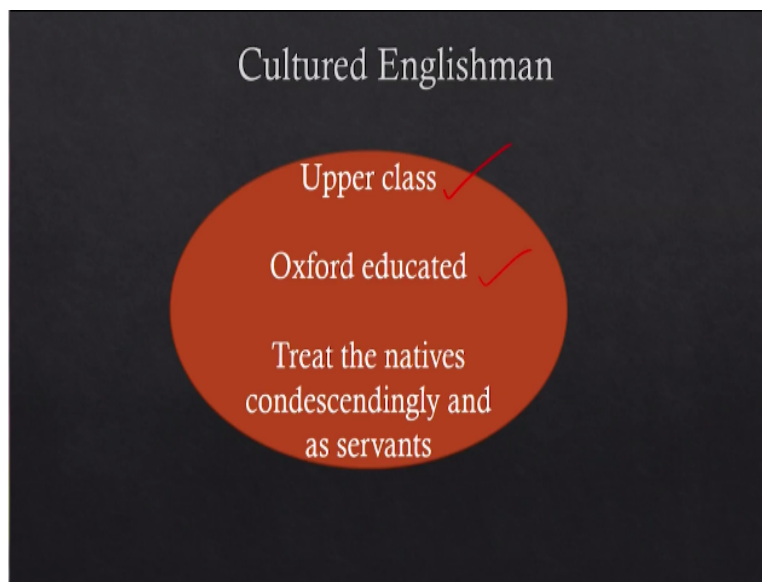 Cultured Englishman
Upper class
Oxford educated
Treat the natives
condescendingly and
as servants